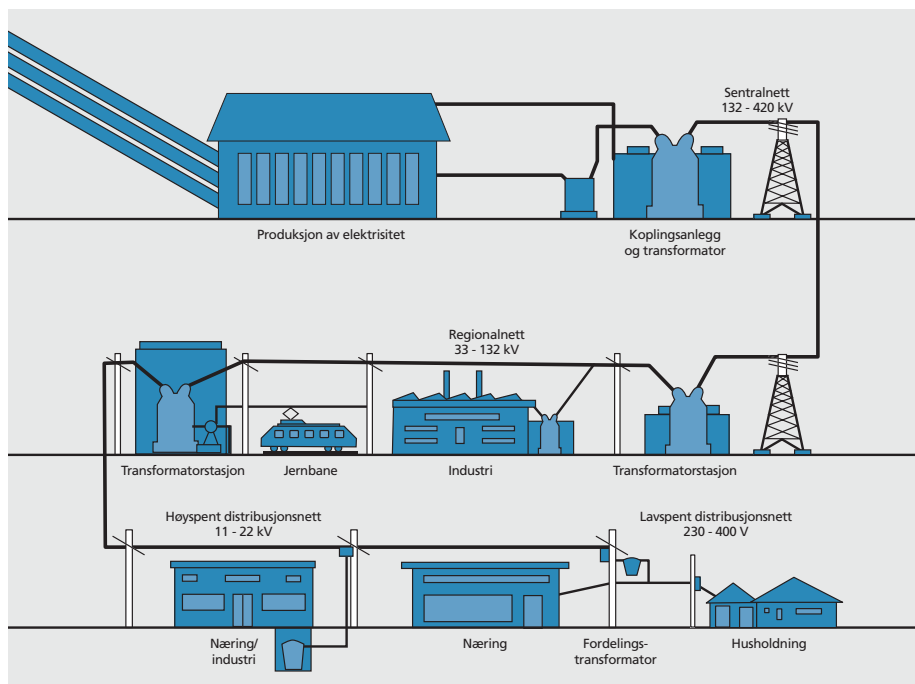 Sentralnett
132 - 420 kV
Produksjon av elektrisitet
Koplingsanlegg
og transformator
Regionalnett
33 - 132 kV
Transformatorstasjon
Jernbane
Industri
Transformatorstasjon
Høyspent distribusjonsnett
11 - 22 kV
Lavspent distribusjonsnett
230 - 400 V
Næring/
industri
Næring
Fordelings-
transformator
Husholdning